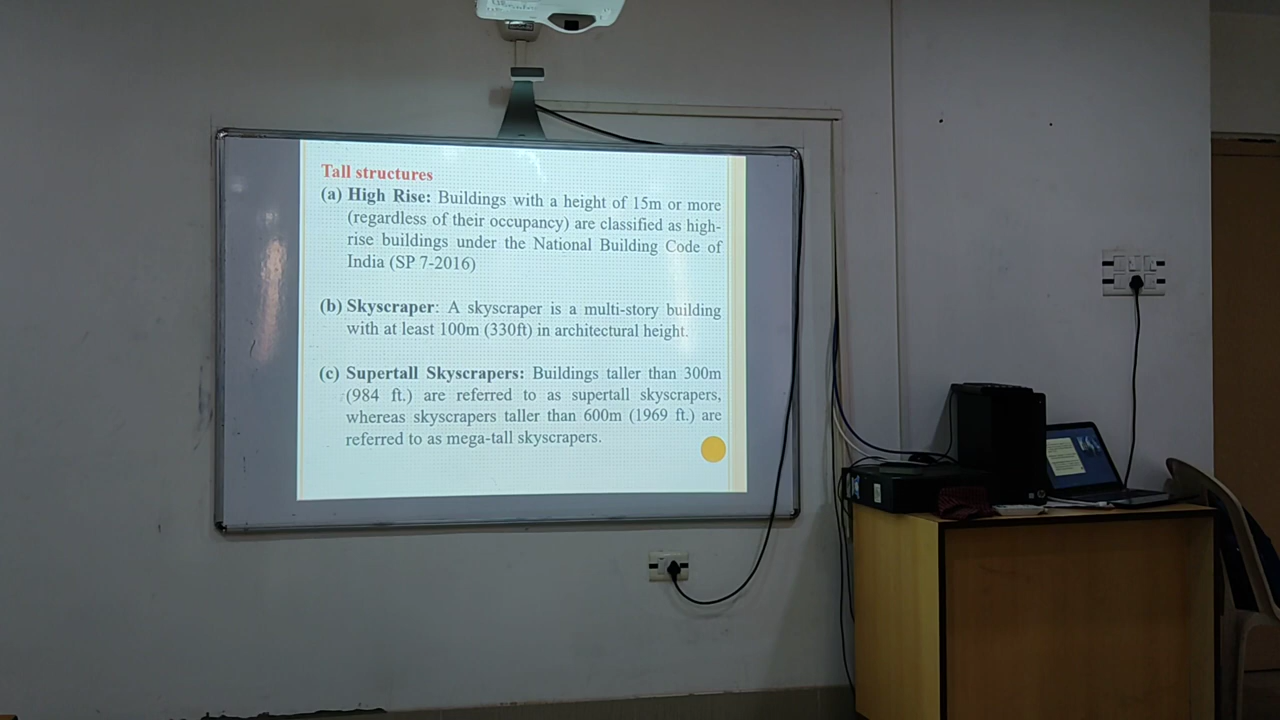 Tall structures
(a) High Rise: Buildings with a height of 15m or more
(regardless of their occupancy) are classified as high-
rise buildings under the National Building Code of
India (SP 7-2016)
(b) Skyscraper: A skyscraper is a multi-story building
with at least 100m (330ft) in architectural height.
(c) Supertall Skyscrapers: Buildings taller than 300m
(984 ft.) are referred to as supertall skyscrapers,
whereas skyscrapers taller than 600m (1969 ft.) are
referred to as mega-tall skyscrapers.